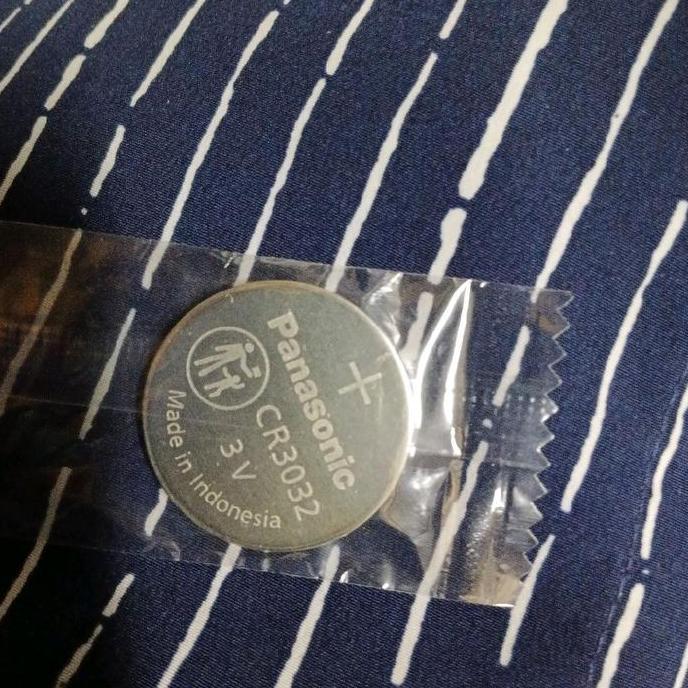 +
Panasonic
CR3032
3 V
Made in Indonesia